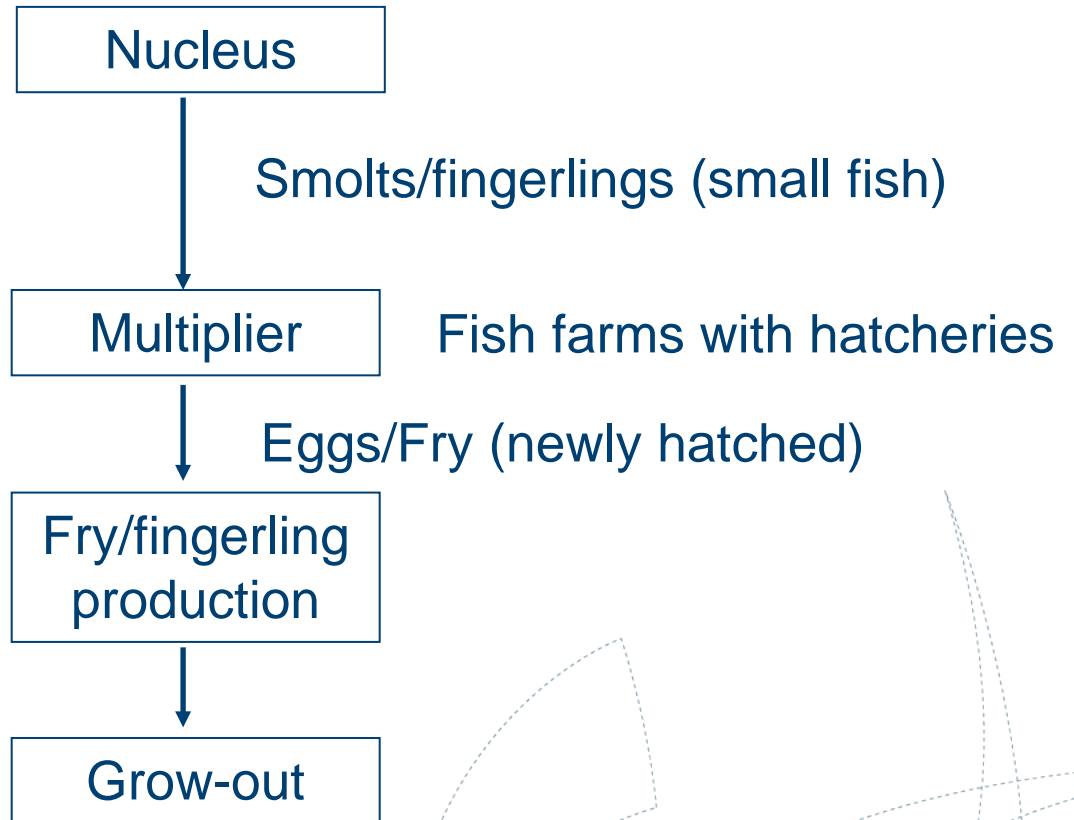 Nucleus
Smolts/fingerlings (small fish)
Multiplier
Fish farms with hatcheries
Eggs/Fry (newly hatched)
Fry/fingerling
production
Grow-out